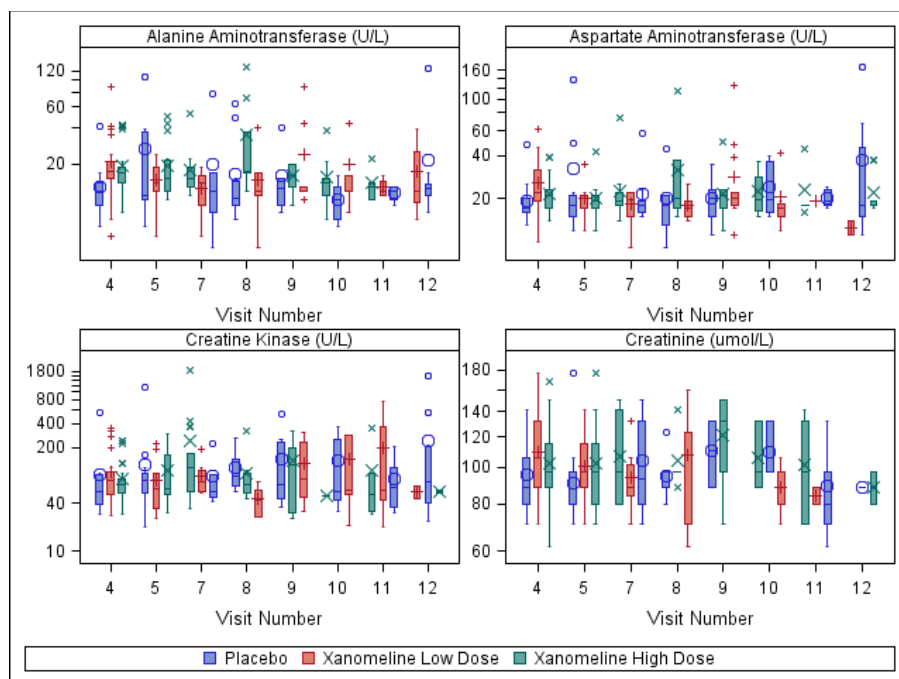 Alanine Aminotransferase (U/L)
Aspartate Aminotransferase (U/L)
120
60
20
160
100
60
40
20
4 5 7 8 9 10 11 12
4 5 7 8 9 10 11 12
Visit Number
Visit Number
Creatine Kinase (U/L)
Creatinine (umol/L)
1800
600
200
40
10
180
140
120
100
80
60
4 5 7 8 9 10 11 12
4 5 7 8 9 10 11 12
Visit Number
Visit Number
Placebo Xanomeline Low Dose Xanomeline High Dose